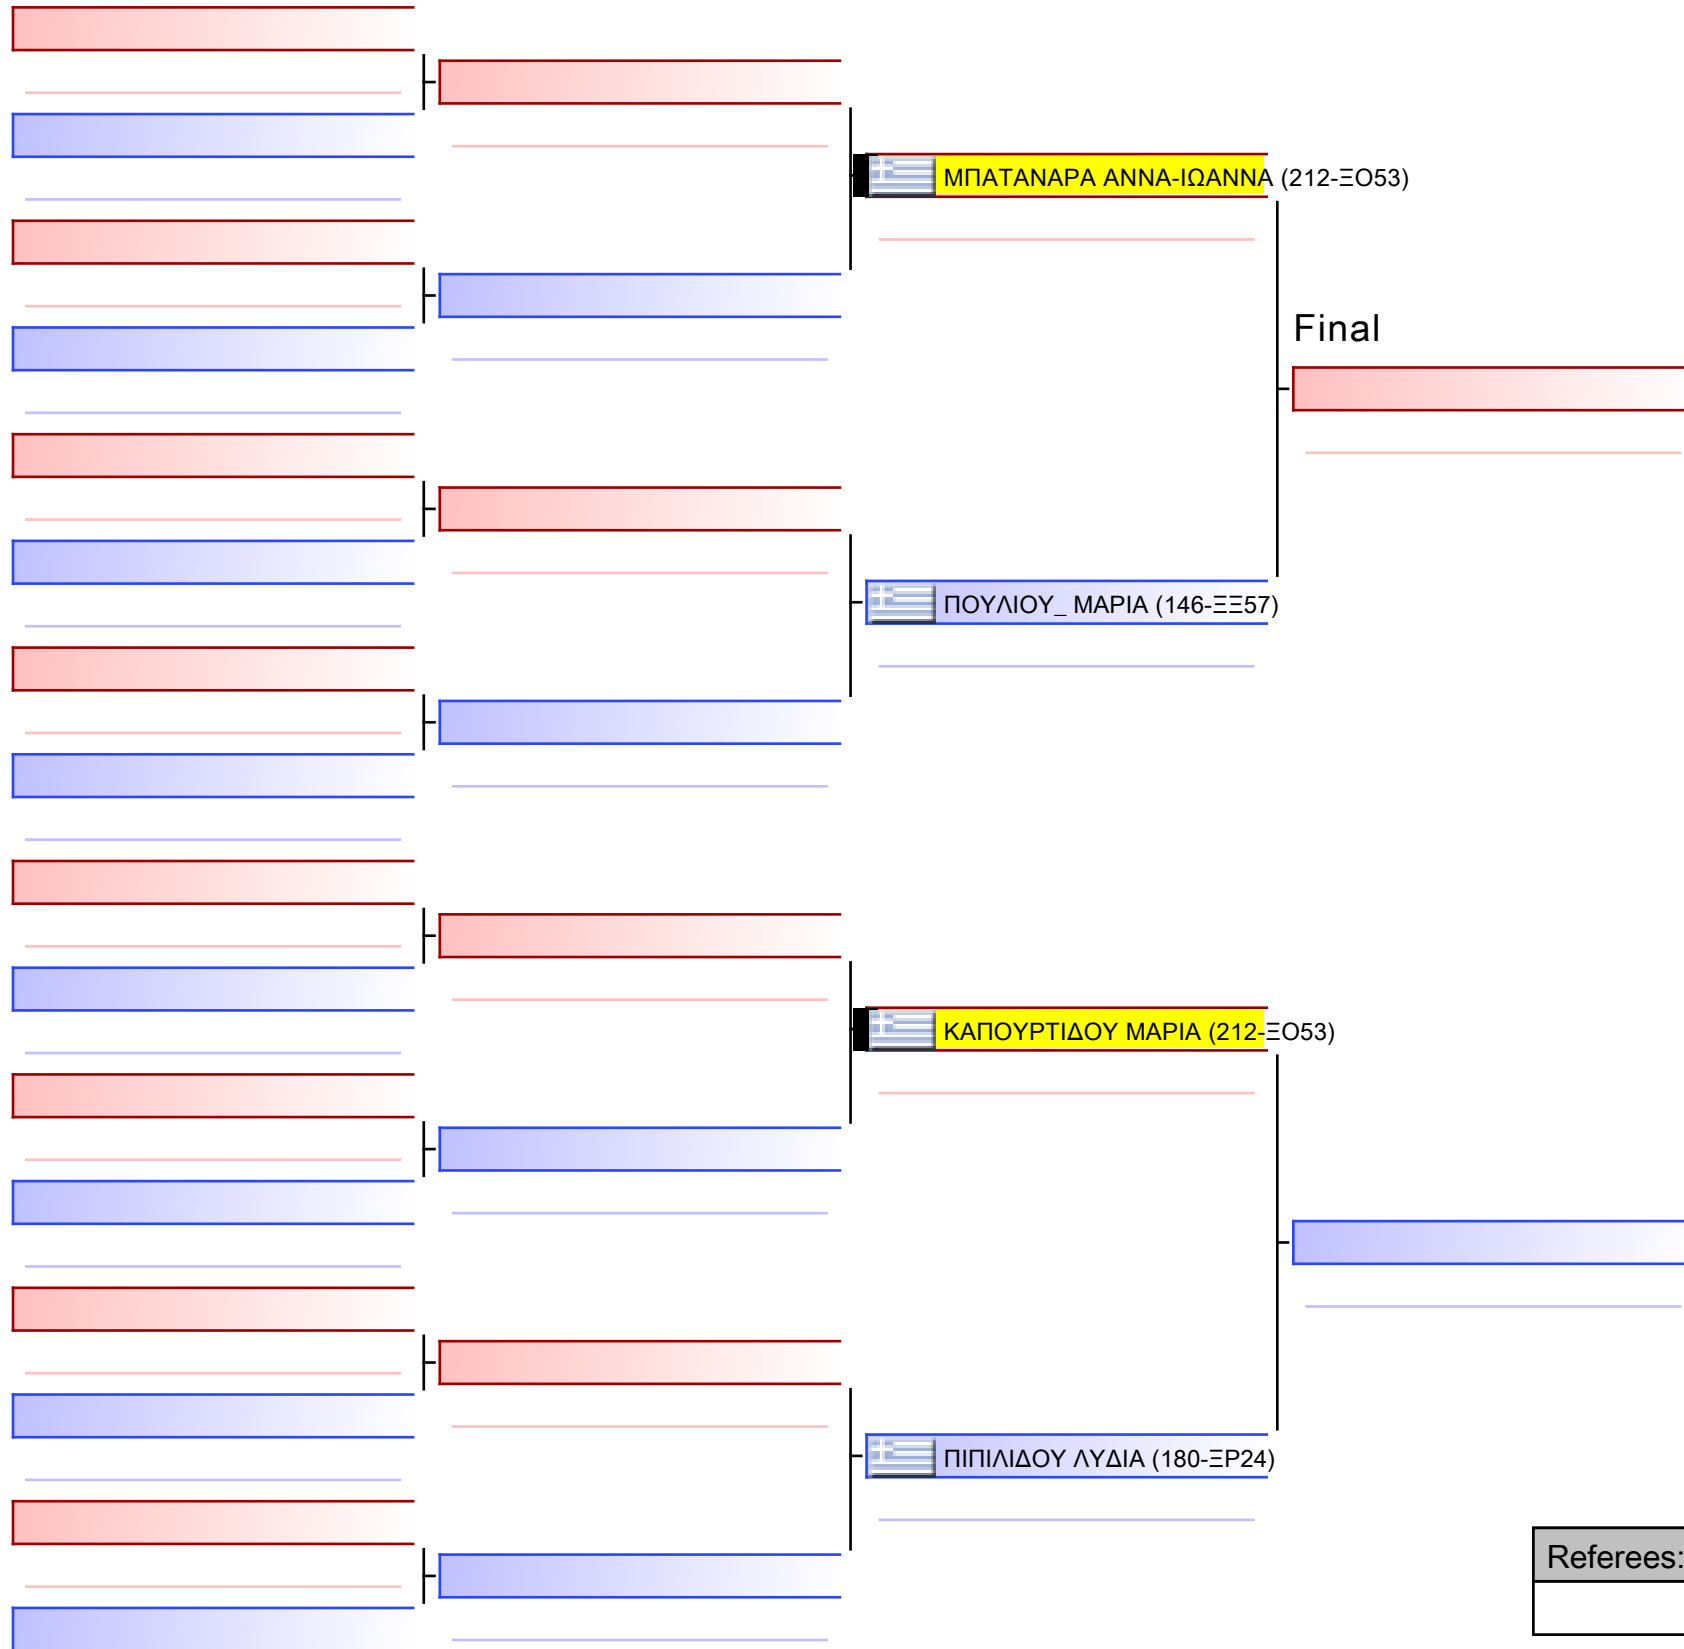 ΜΠΑΤΑΝΑΡΑ ΑΝΝΑ-ΙΩΑΝΝΑ (212-ΞΟ53)
Final
ΠΟΥΛΙΟΥ_ ΜΑΡΙΑ (146-ΞΞ57)
ΚΑΠΟΥΡΤΙΔΟΥ ΜΑΡΙΑ (212-ΞΟ53)
ΠΙΠΙΛΙΔΟΥ ΛΥΔΙΑ (180-ΞΡ24)
Referees: